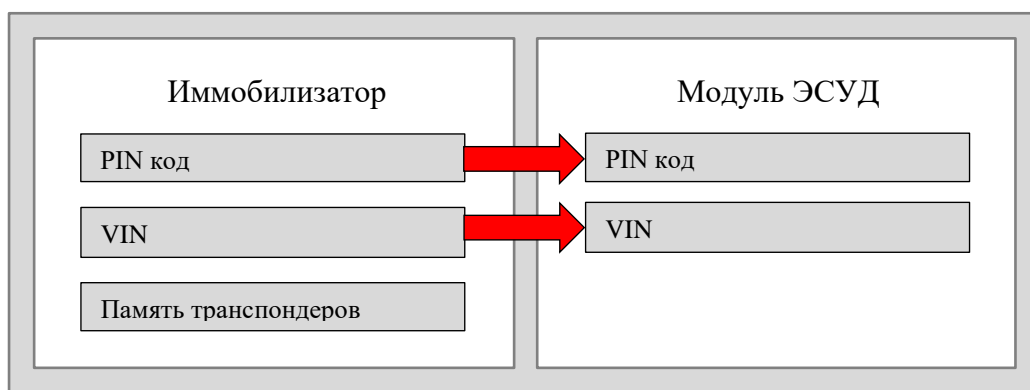 Иммобилизатор
PIN код
VIN
Память транспондеров
Модуль ЭСУД
PIN код
VIN